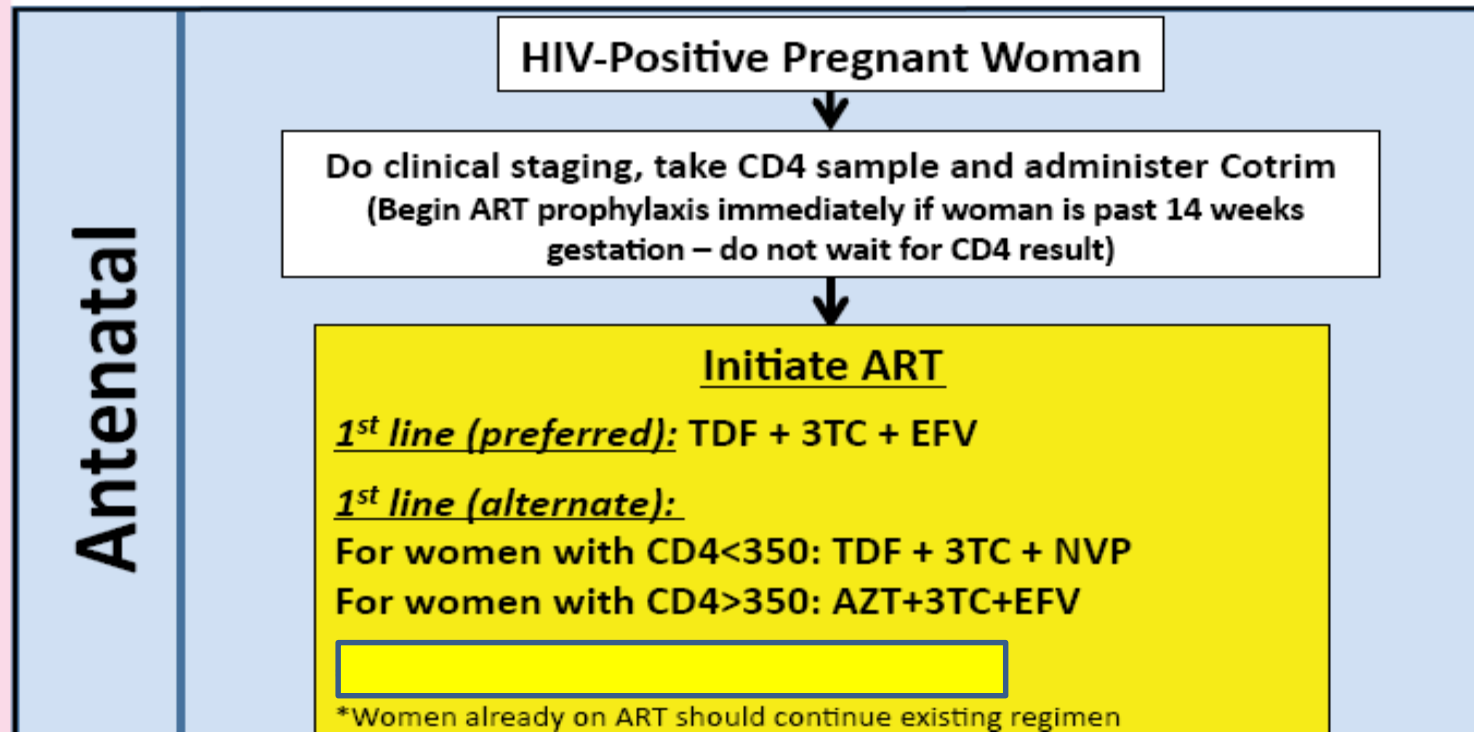 Antenatal
HIV-Positive Pregnant Woman
Do clinical staging, take CD4 sample and administer Cotrim
(Begin ART prophylaxis immediately if woman is past 14 weeks
gestation – do not wait for CD4 result)
Initiate ART
1st line (preferred): TDF + 3TC + EFV
1st line (alternate):
For women with CD4<350: TDF + 3TC + NVP
For women with CD4>350: AZT+3TC+EFV
*Women already on ART should continue existing regimen